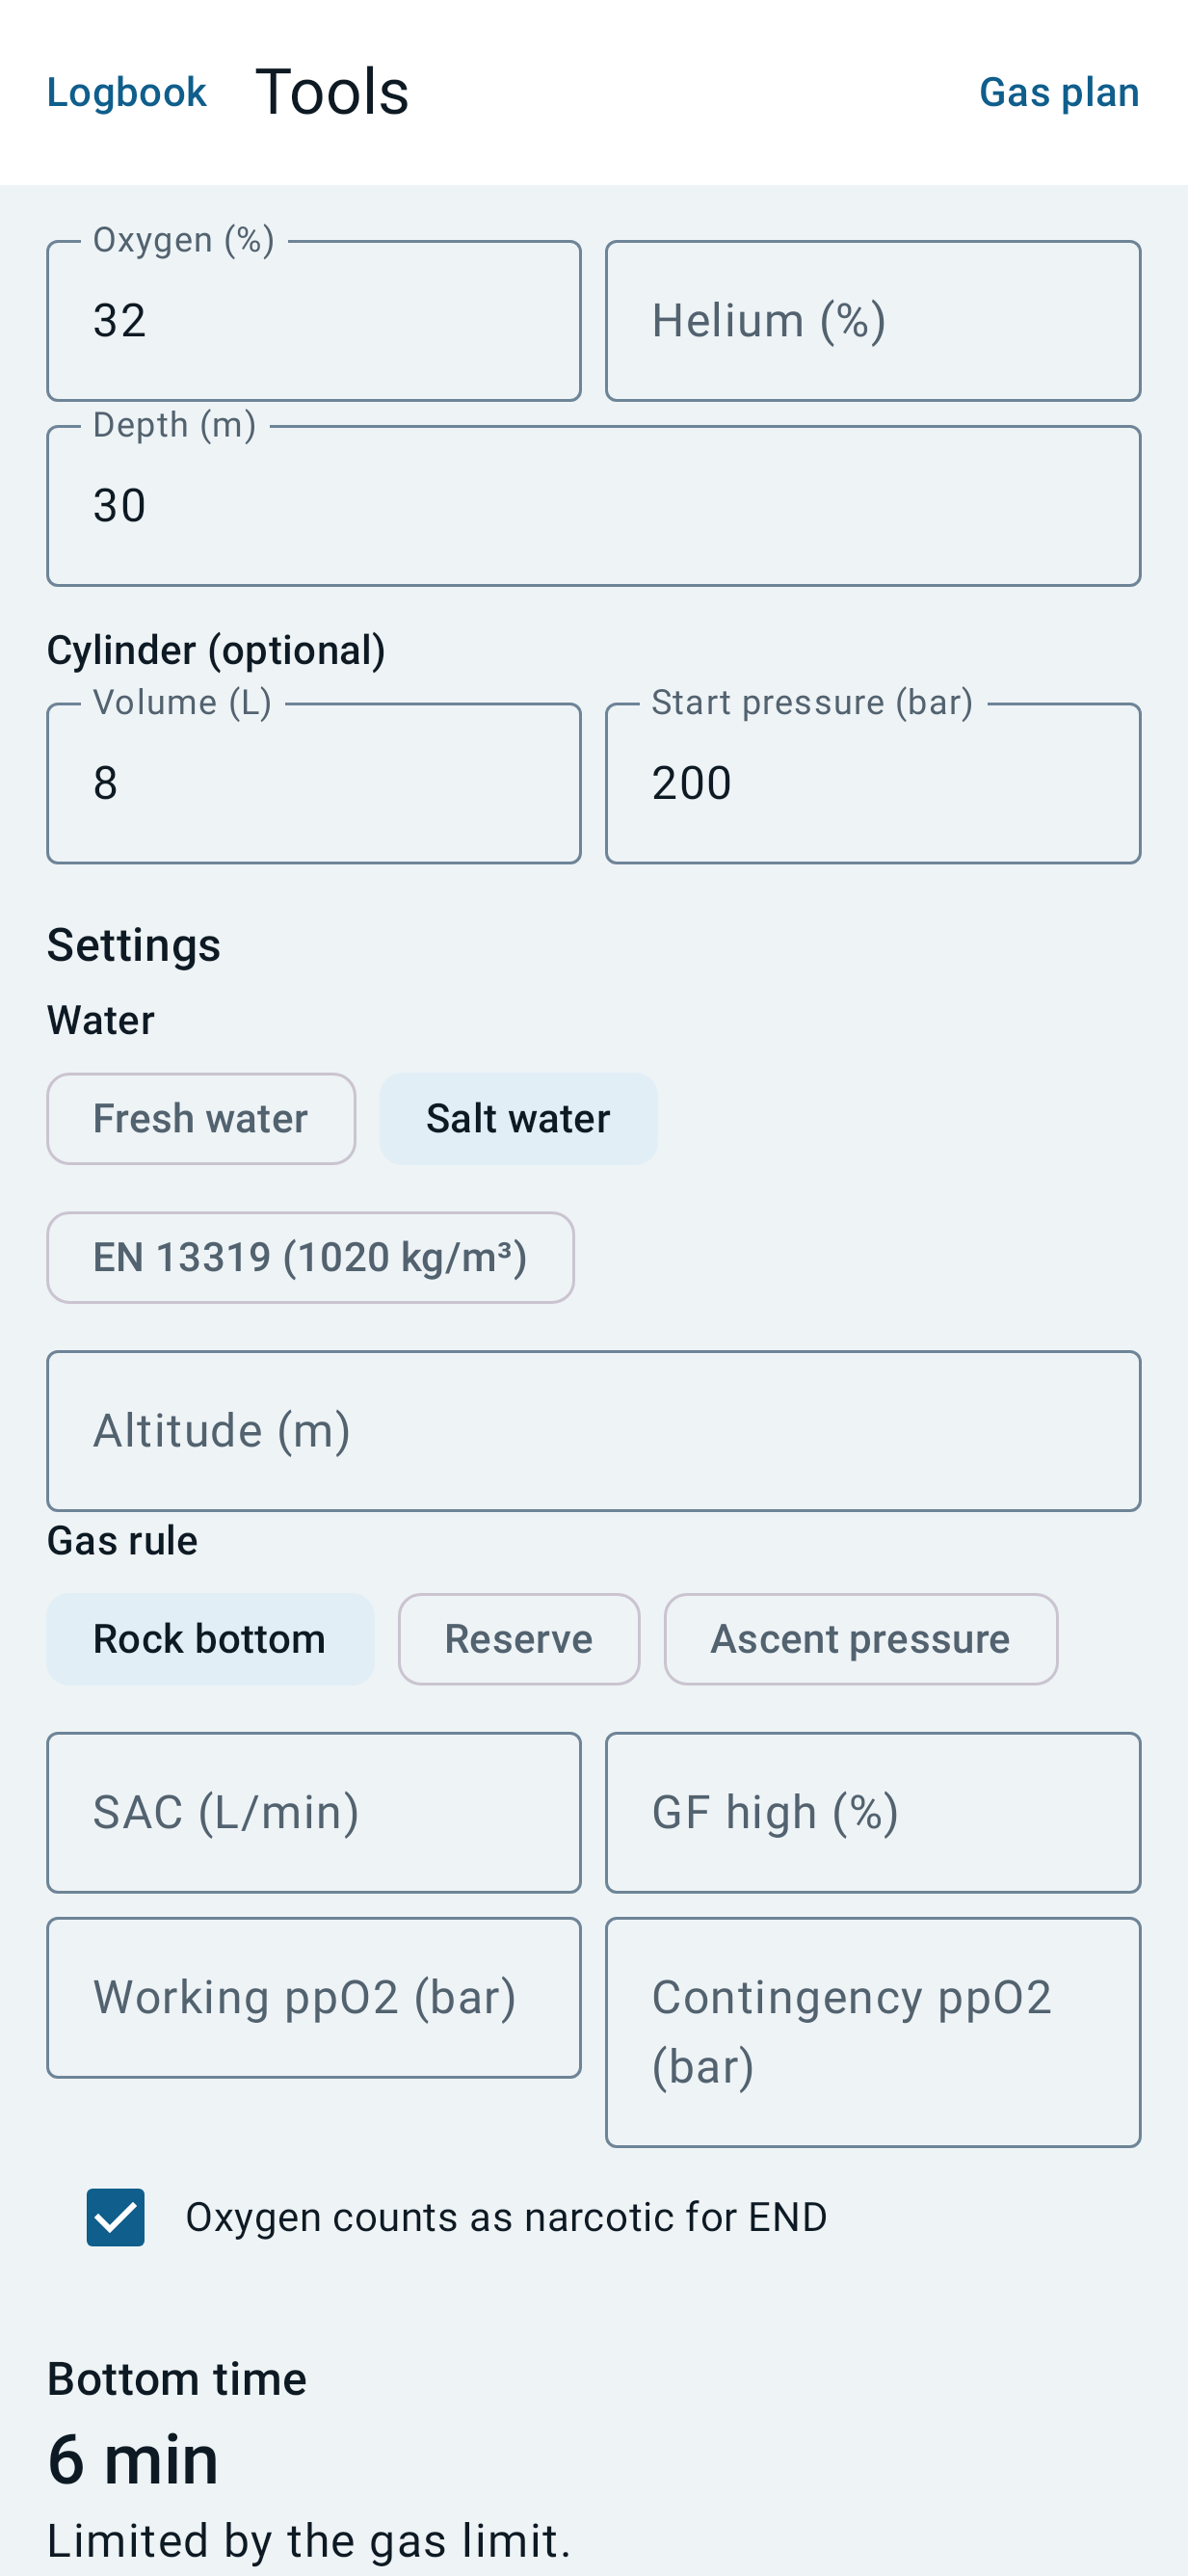 Logbook Tools Gas plan
Oxygen (%)
32
Helium (%)
Depth (m)
30
Cylinder (optional)
Volume (L)
8
Start pressure (bar)
200
Settings
Water
Fresh water
Salt water
EN 13319 (1020 kg/m³)
Altitude (m)
Gas rule
Rock bottom
Reserve
Ascent pressure
SAC (L/min)
GF high (%)
Working ppO2 (bar)
Contingency ppO2
(bar)
Oxygen counts as narcotic for END
Bottom time
6 min
Limited by the gas limit.